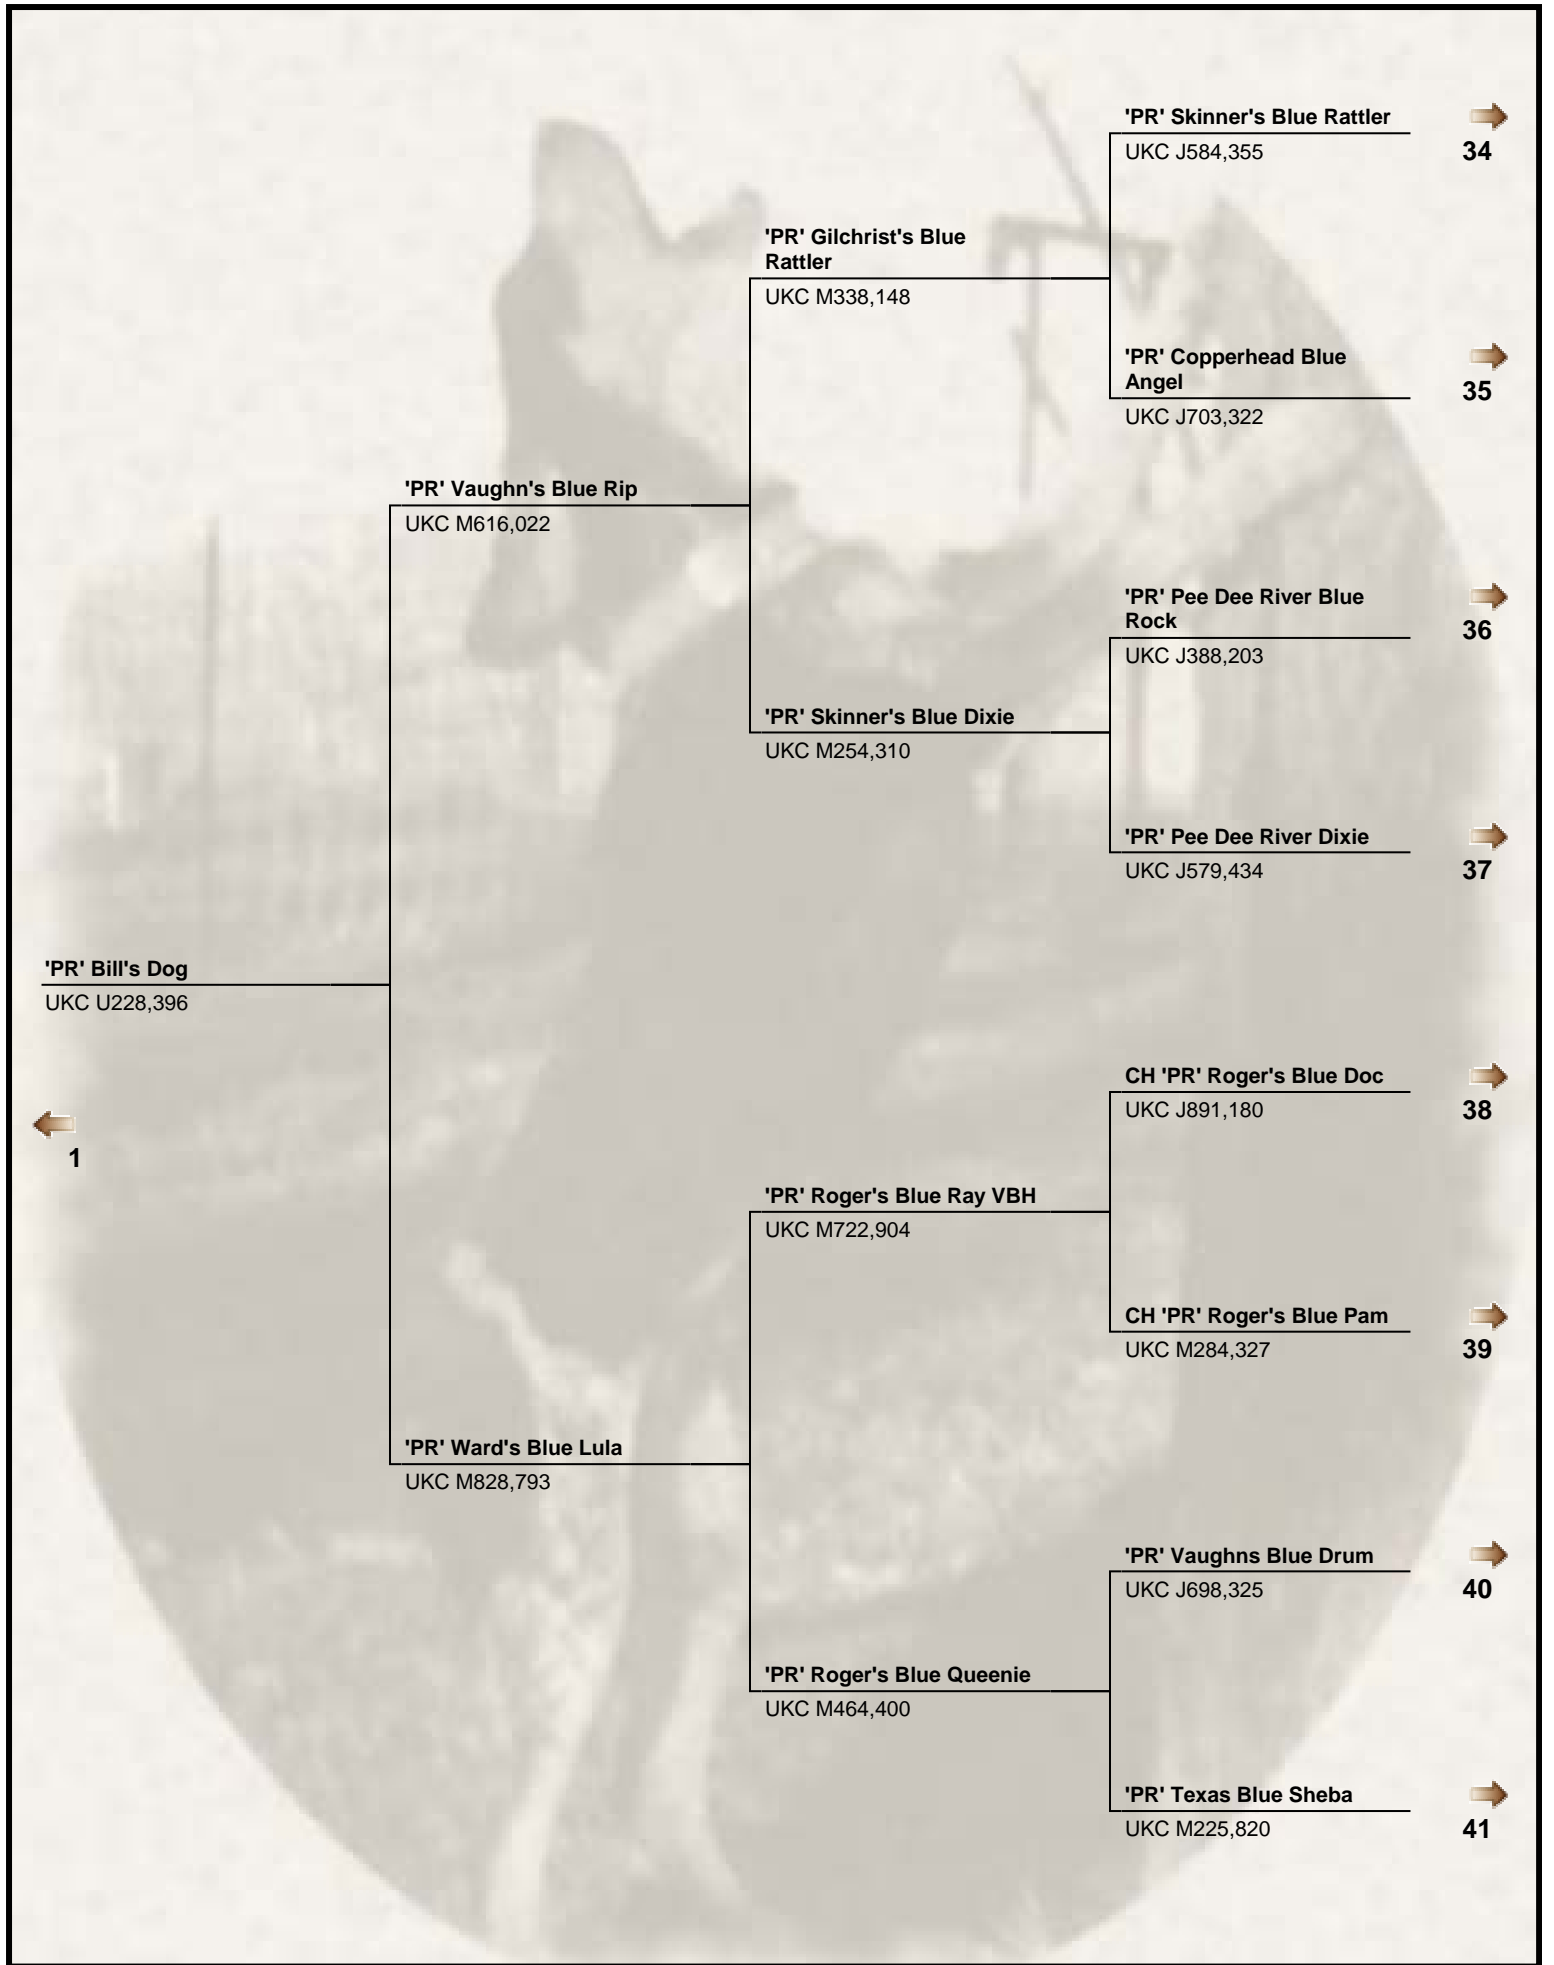 'PR' Skinner's Blue Rattler
UKC J584,355
34
'PR' Gilchrist's Blue
Rattler
UKC M338,148
'PR' Copperhead Blue
Angel
UKC J703,322
35
'PR' Vaughn's Blue Rip
UKC M616,022
'PR' Pee Dee River Blue
Rock
UKC J388,203
36
'PR' Skinner's Blue Dixie
UKC M254,310
'PR' Pee Dee River Dixie
UKC J579,434
37
'PR' Bill's Dog
UKC U228,396
1
CH 'PR' Roger's Blue Doc
UKC J891,180
38
'PR' Roger's Blue Ray VBH
UKC M722,904
CH 'PR' Roger's Blue Pam
UKC M284,327
39
'PR' Ward's Blue Lula
UKC M828,793
'PR' Vaughns Blue Drum
UKC J698,325
40
'PR' Roger's Blue Queenie
UKC M464,400
'PR' Texas Blue Sheba
UKC M225,820
41